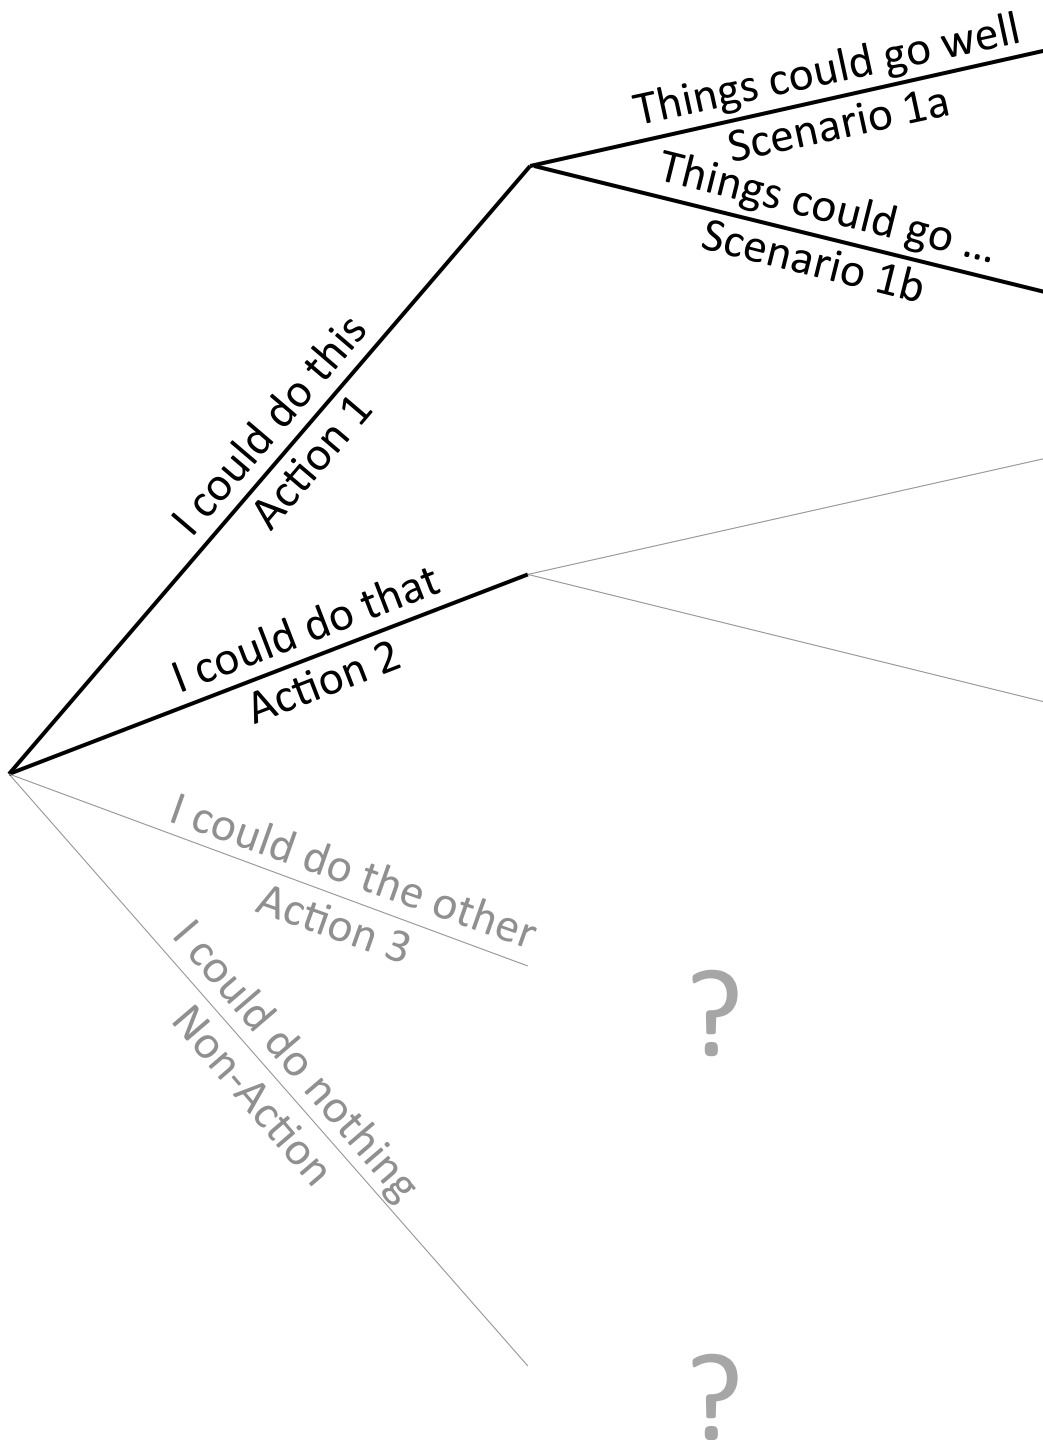 Things could go well
Scenario 1a
Things could go ...
Scenario 1b
I could do this
Action 1
I could do that
Action 2
I could do the other
Action 3
?
I could do nothing
Non-Action
?